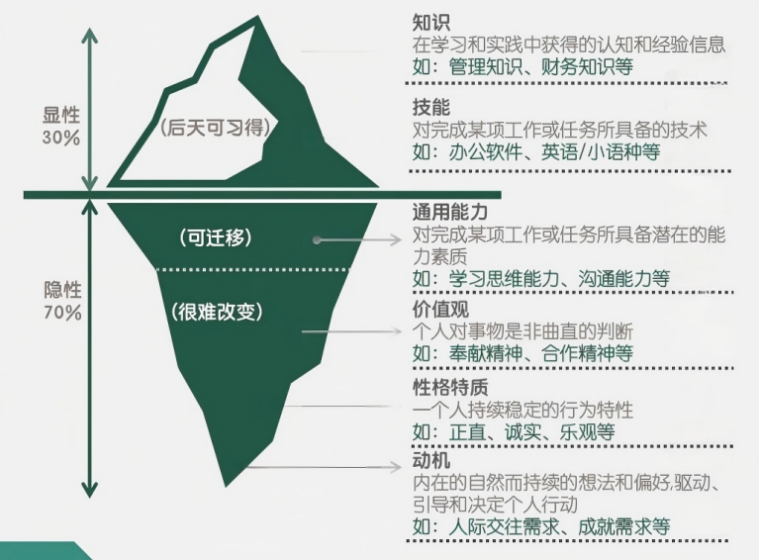 知识
在学习和实践中获得的认知和经验信息
如：管理知识、财务知识等
显性
30%
（后天可习得）
技能
对完成某项工作或任务所具备的技术
如：办公软件、英语/小语种等
通用能力
（可迁移）
对完成某项工作或任务所具备潜在的能
力素质
如：学习思维能力、沟通能力等
隐性
70%
（很难改变）
价值观
个人对事物是非曲直的判断
如：奉献精神、合作精神等
性格特质
一个人持续稳定的行为特性
如：正直、诚实、乐观等
动机
内在的自然而持续的想法和偏好,驱动、
引导和决定个人行动
如：人际交往需求、成就需求等